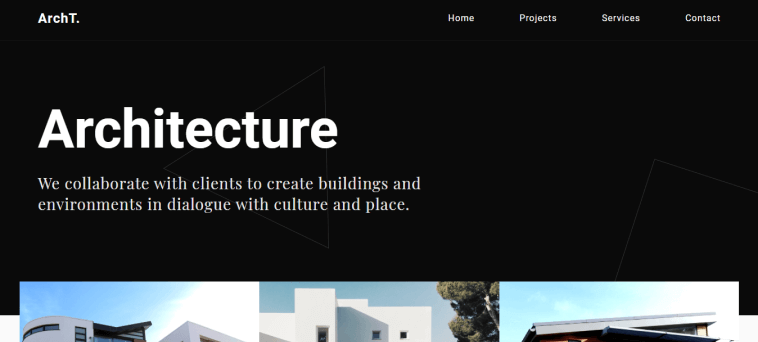 ArchT.
Home Projects Services Contact
Architecture
We collaborate with clients to create buildings and
environments in dialogue with culture and place.